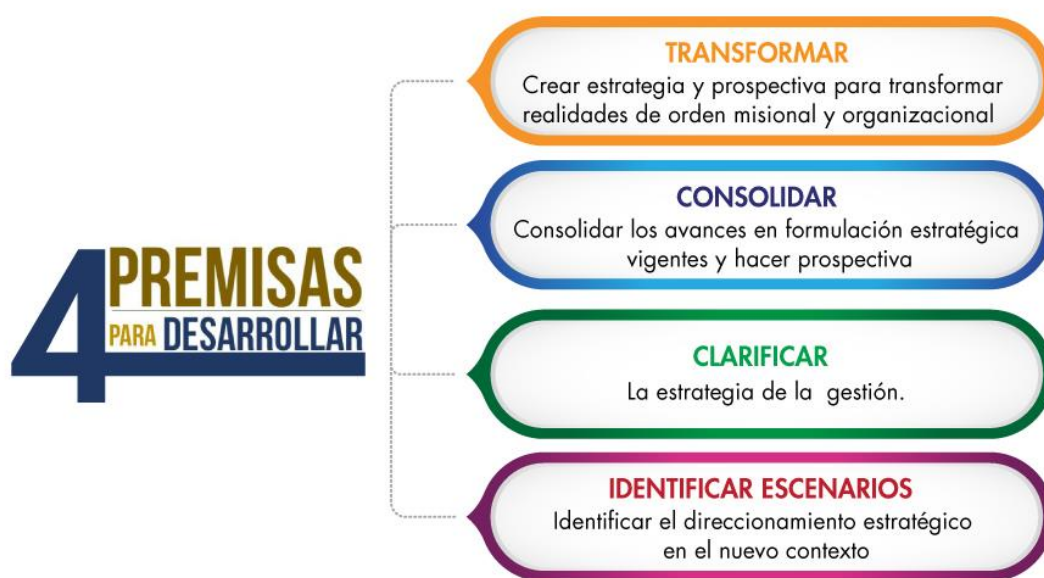 4 PREMISAS
PARA DESARROLLAR
TRANSFORMAR
Crear estrategia y prospectiva para transformar
realidades de orden misional y organizacional
CONSOLIDAR
Consolidar los avances en formulación estratégica
vigentes y hacer prospectiva
CLARIFICAR
La estrategia de la gestión.
IDENTIFICAR ESCENARIOS
Identificar el direccionamiento estratégico
en el nuevo contexto